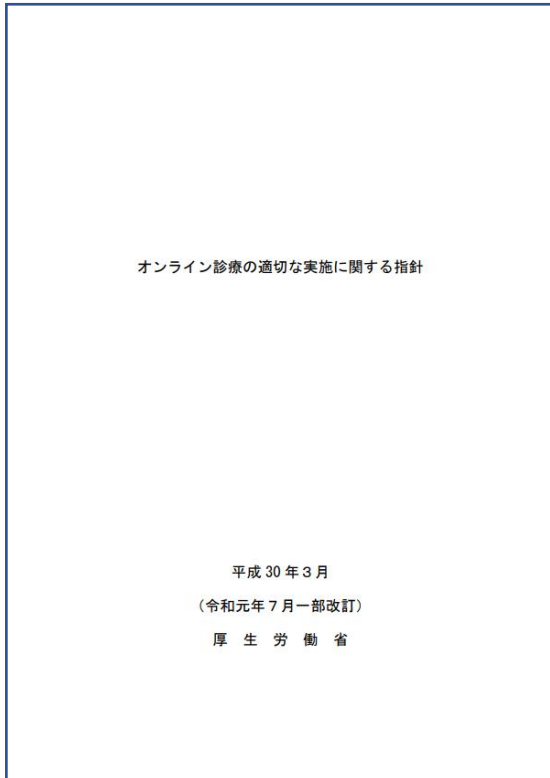 オンライン診療の適切な実施に関する指針
平成 30 年３月
（令和元年７月一部改訂）
厚 生 労 働 省